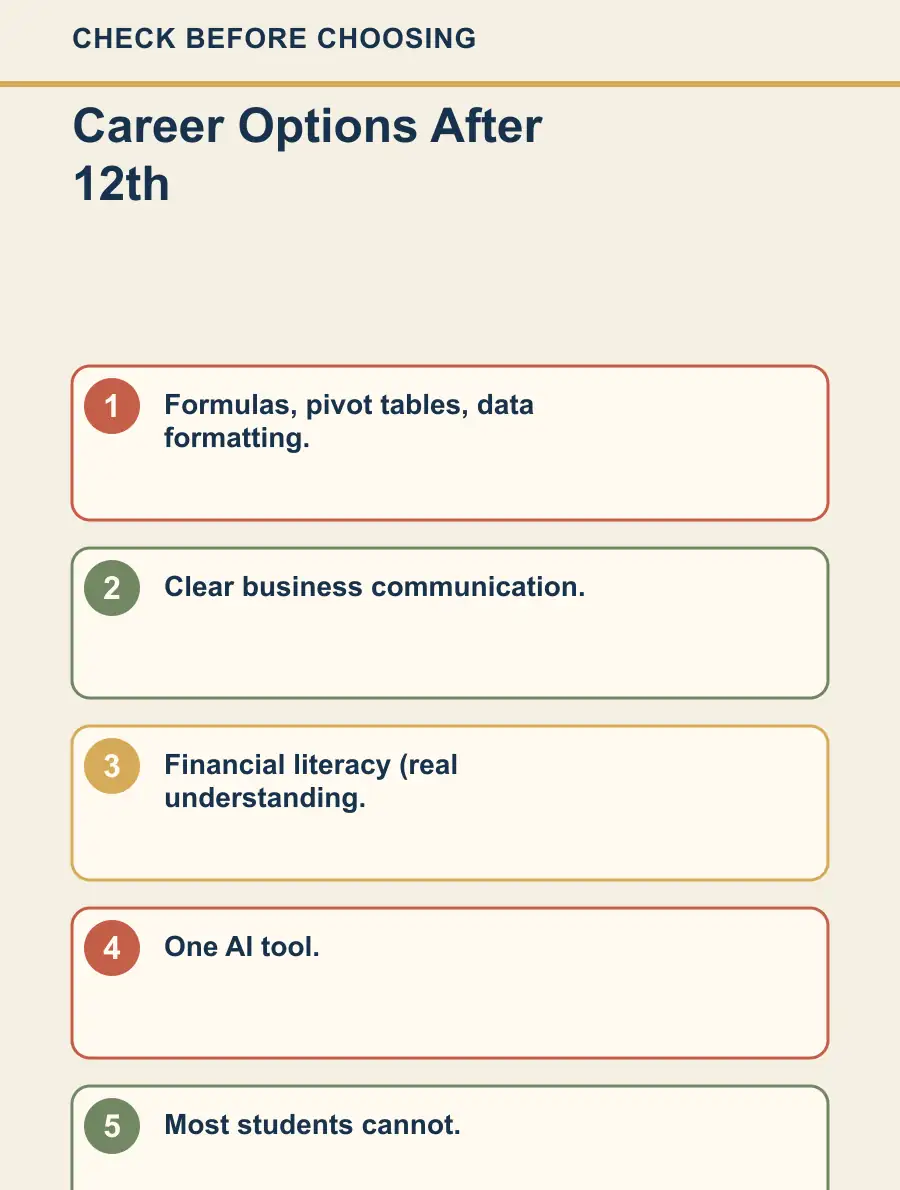 CHECK BEFORE CHOOSING
Career Options After
12th
1
Formulas, pivot tables, data
formatting.
2
Clear business communication.
3
Financial literacy (real
understanding.
4
One AI tool.
5
Most students cannot.